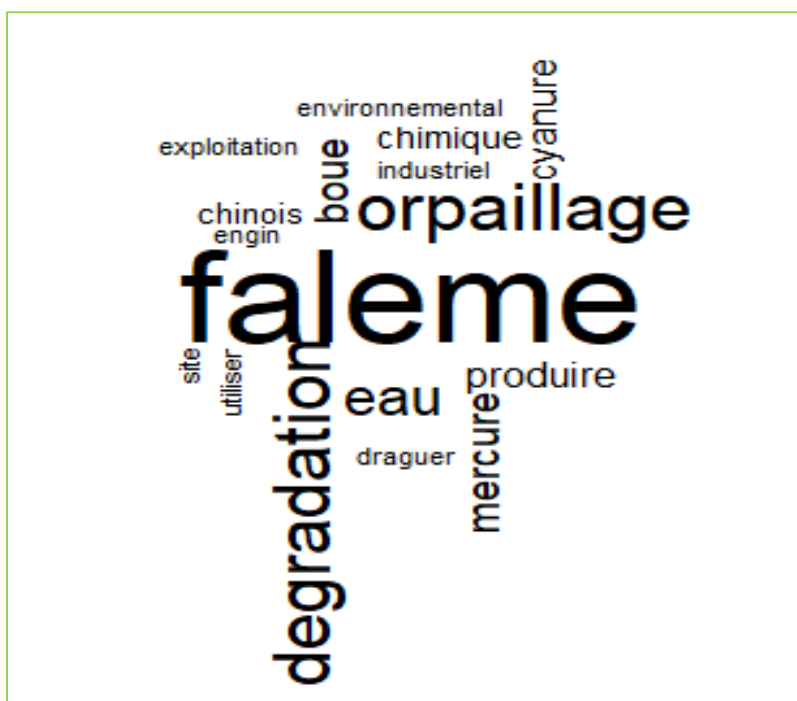 cyanure
environnemental
chimique
exploitation
boue
industriel
orpaillage
chinois
engin
faleme
site
utiliser
degradation
eau
produire
mercure
draguer